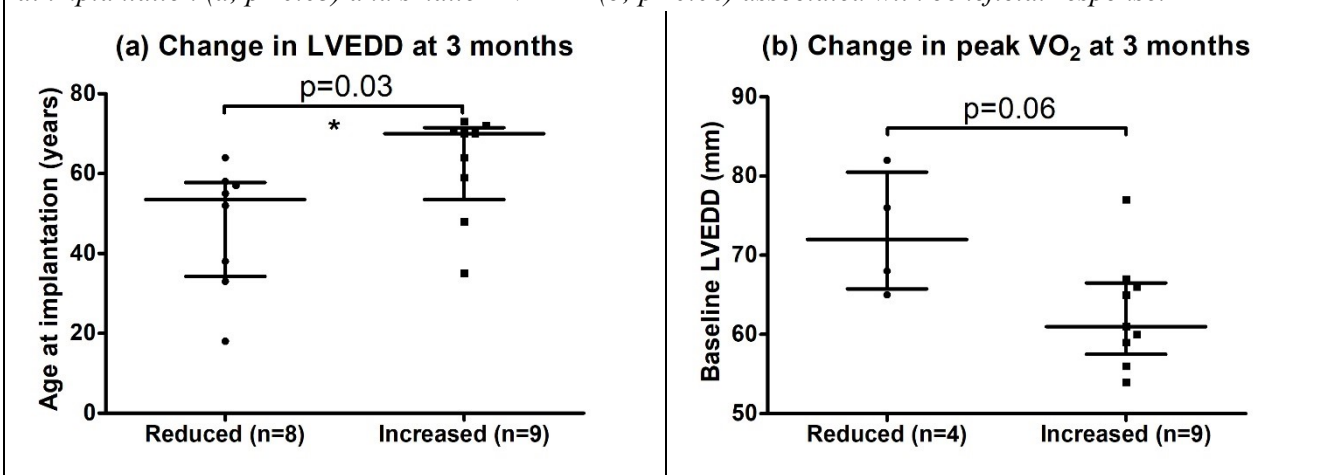 (a) Change in LVEDD at 3 months
p=0.03
*
Age at implantation (years)
80
60
40
20
0
Reduced (n=8) Increased (n=9)
(b) Change in peak VO₂ at 3 months
p=0.06
Baseline LVEDD (mm)
90
80
70
60
50
Reduced (n=4) Increased (n=9)